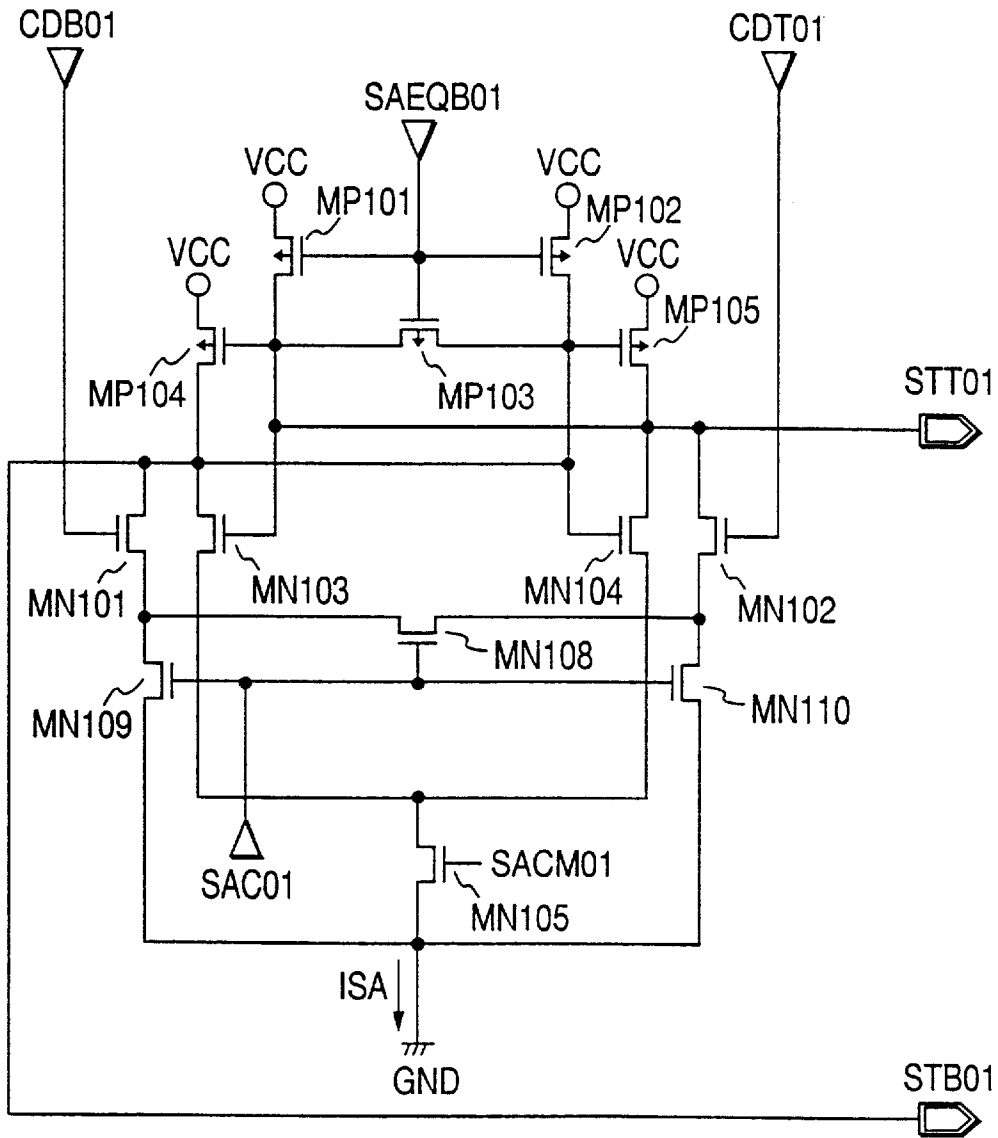 CDB01
CDT01
SAEQB01
VCC
VCC
MP101
MP102
VCC
VCC
MP105
MP104
MP103
STT01
MN101
MN103
MN104
MN102
MN108
MN109
MN110
SAC01
SACM01
MN105
ISA
GND
STB01